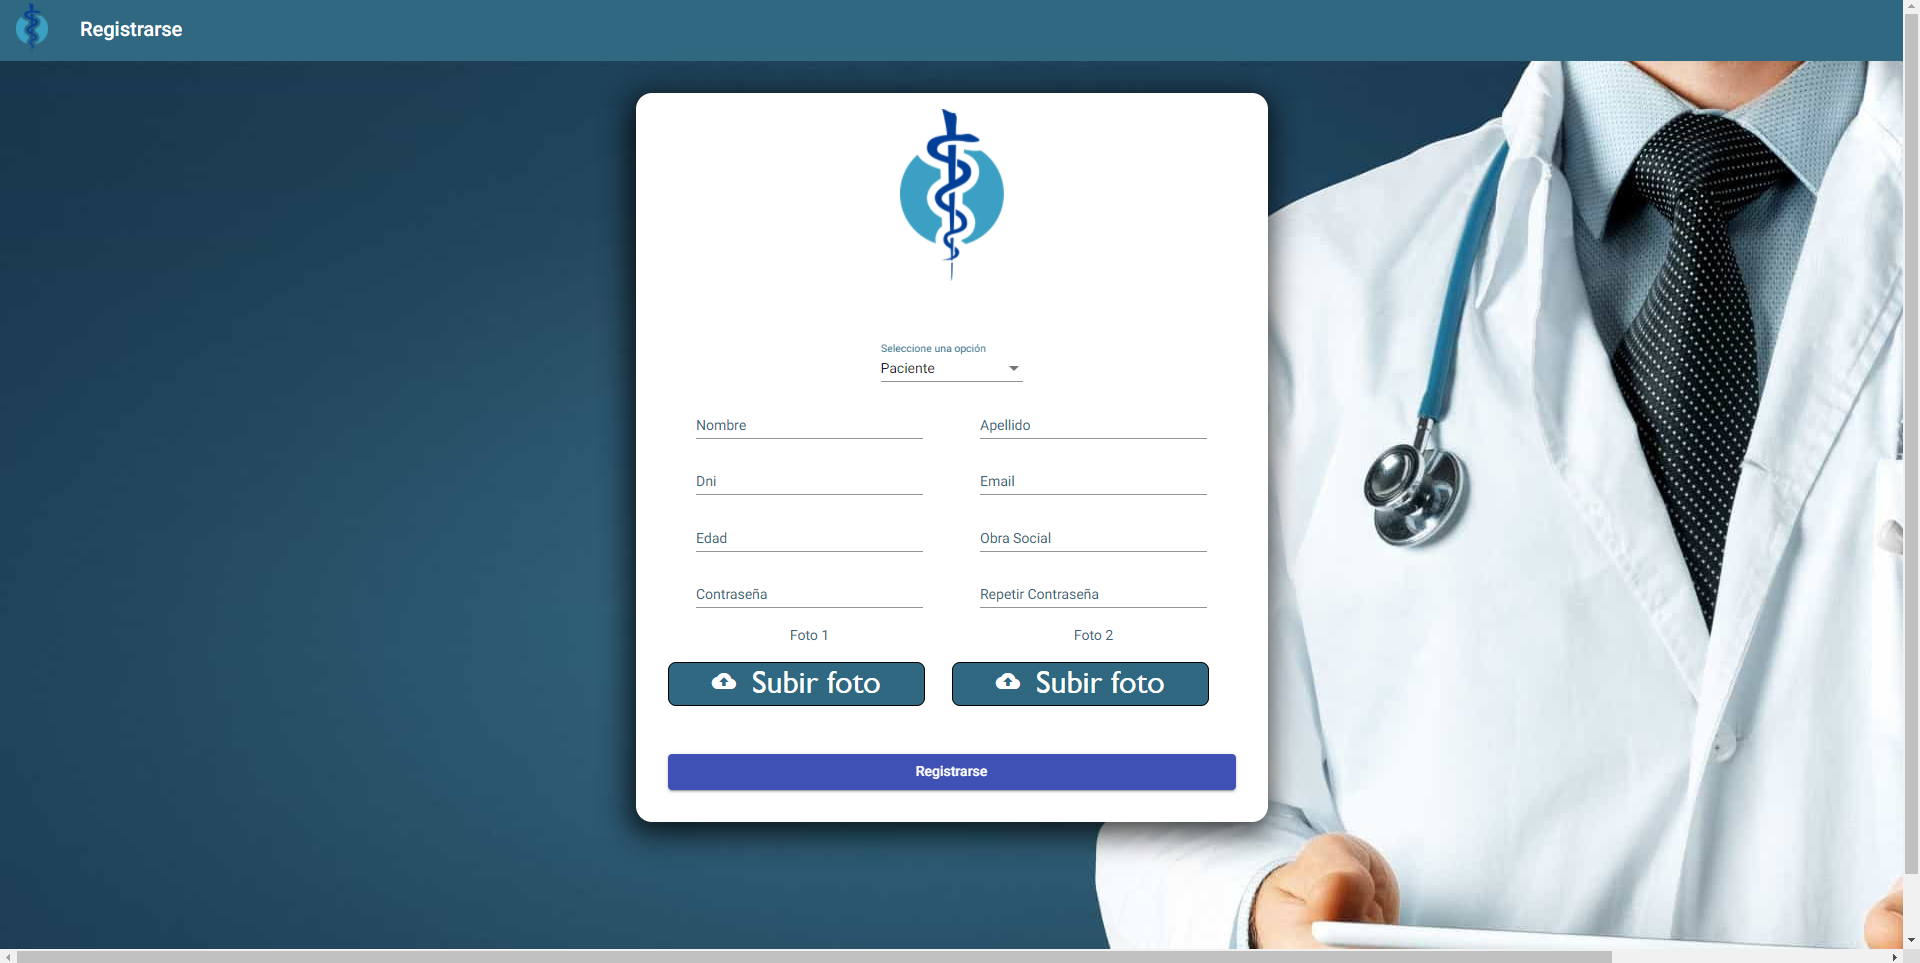 Registrarse
Seleccione una opción
Paciente
Nombre
Apellido
Dni
Email
Edad
Obra Social
Contraseña
Repetir Contraseña
Foto 1
Foto 2
Subir foto
Subir foto
Registrarse